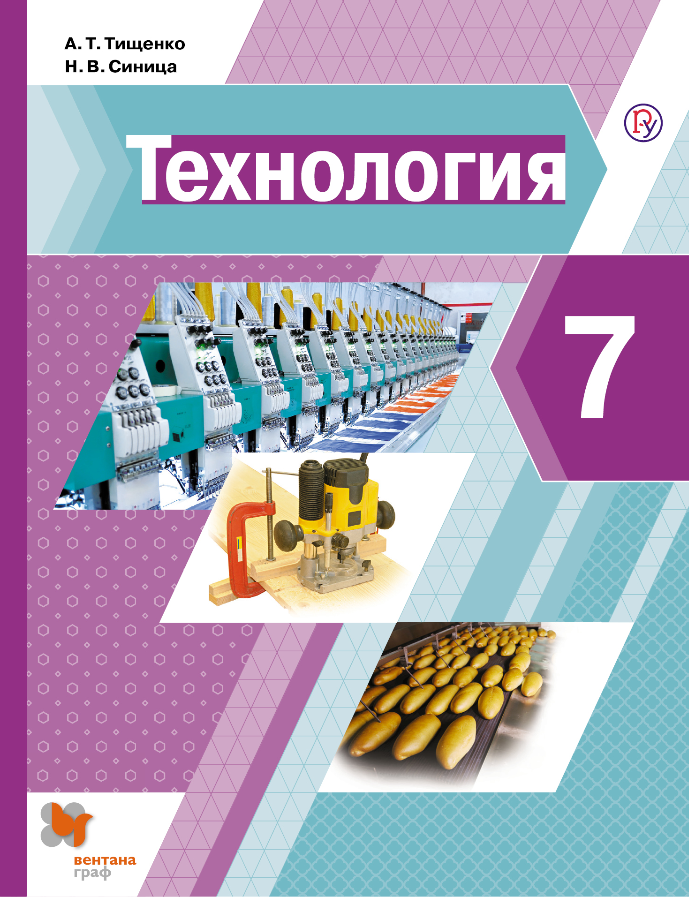 А. Т. Тищенко
Н. В. Синица
Технология
7
вентана
граф